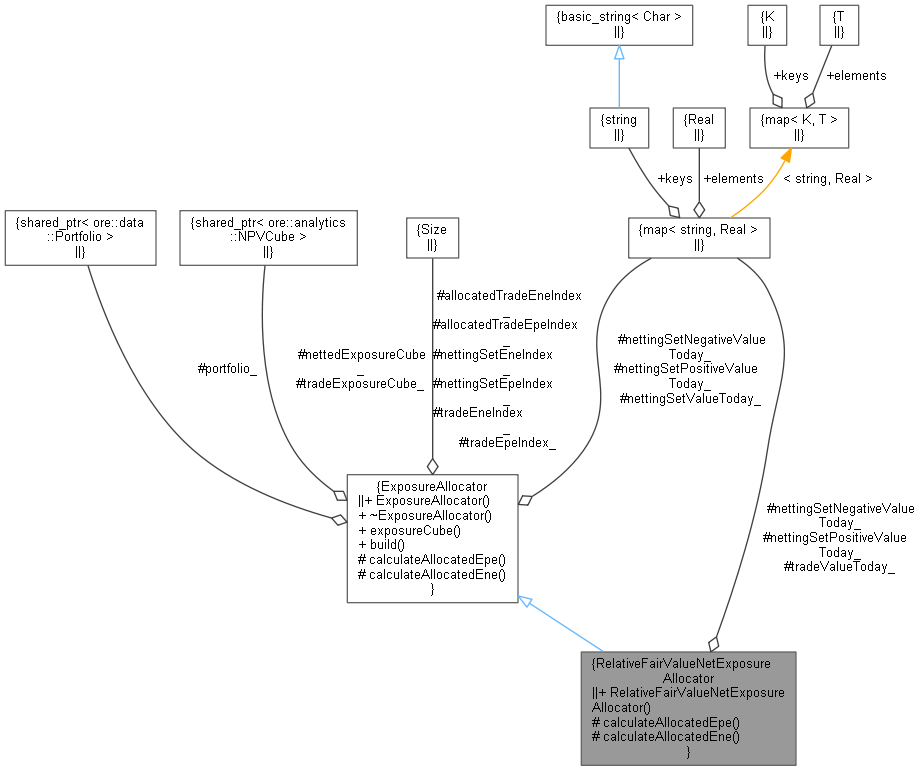 {basic_string< Char >
||}
{K
||}
{T
||}
+keys
+elements
{string
||}
{Real
||}
{map< K, T >
||}
+keys
+elements
< string, Real >
{shared_ptr< ore::data
::Portfolio >
||}
{shared_ptr< ore::analytics
::NPVCube >
||}
{Size
||}
{map< string, Real >
||}
#portfolio_
#nettedExposureCube
_
#tradeExposureCube_
#allocatedTradeEneIndex
_
#allocatedTradeEpeIndex
_
#nettingSetEneIndex
_
#nettingSetEpeIndex
_
#tradeEneIndex
_
#tradeEpeIndex_
#nettingSetNegativeValue
Today_
#nettingSetPositiveValue
Today_
#nettingSetValueToday_
{ExposureAllocator
||+ ExposureAllocator()
+ ~ExposureAllocator()
+ exposureCube()
+ build()
# calculateAllocatedEpe()
# calculateAllocatedEne()
}
#nettingSetNegativeValue
Today_
#nettingSetPositiveValue
Today_
#tradeValueToday_
{RelativeFairValueNetExposure
Allocator
||+ RelativeFairValueNetExposure
Allocator()
# calculateAllocatedEpe()
# calculateAllocatedEne()
}